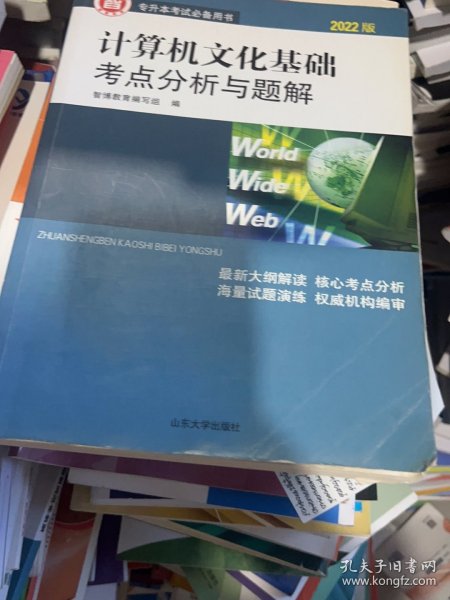 专升本考试必备用书
2022版
计算机文化基础
考点分析与题解
智博教育编写组 编
World
Wide
Web
W
ZHUANSHENGBEN KAOSHI BIBEI YONGSHU
最新大纲解读 核心考点分析
海量试题演练 权威机构编审
山东大学出版社
孔夫子旧书网
www.kongfz.com